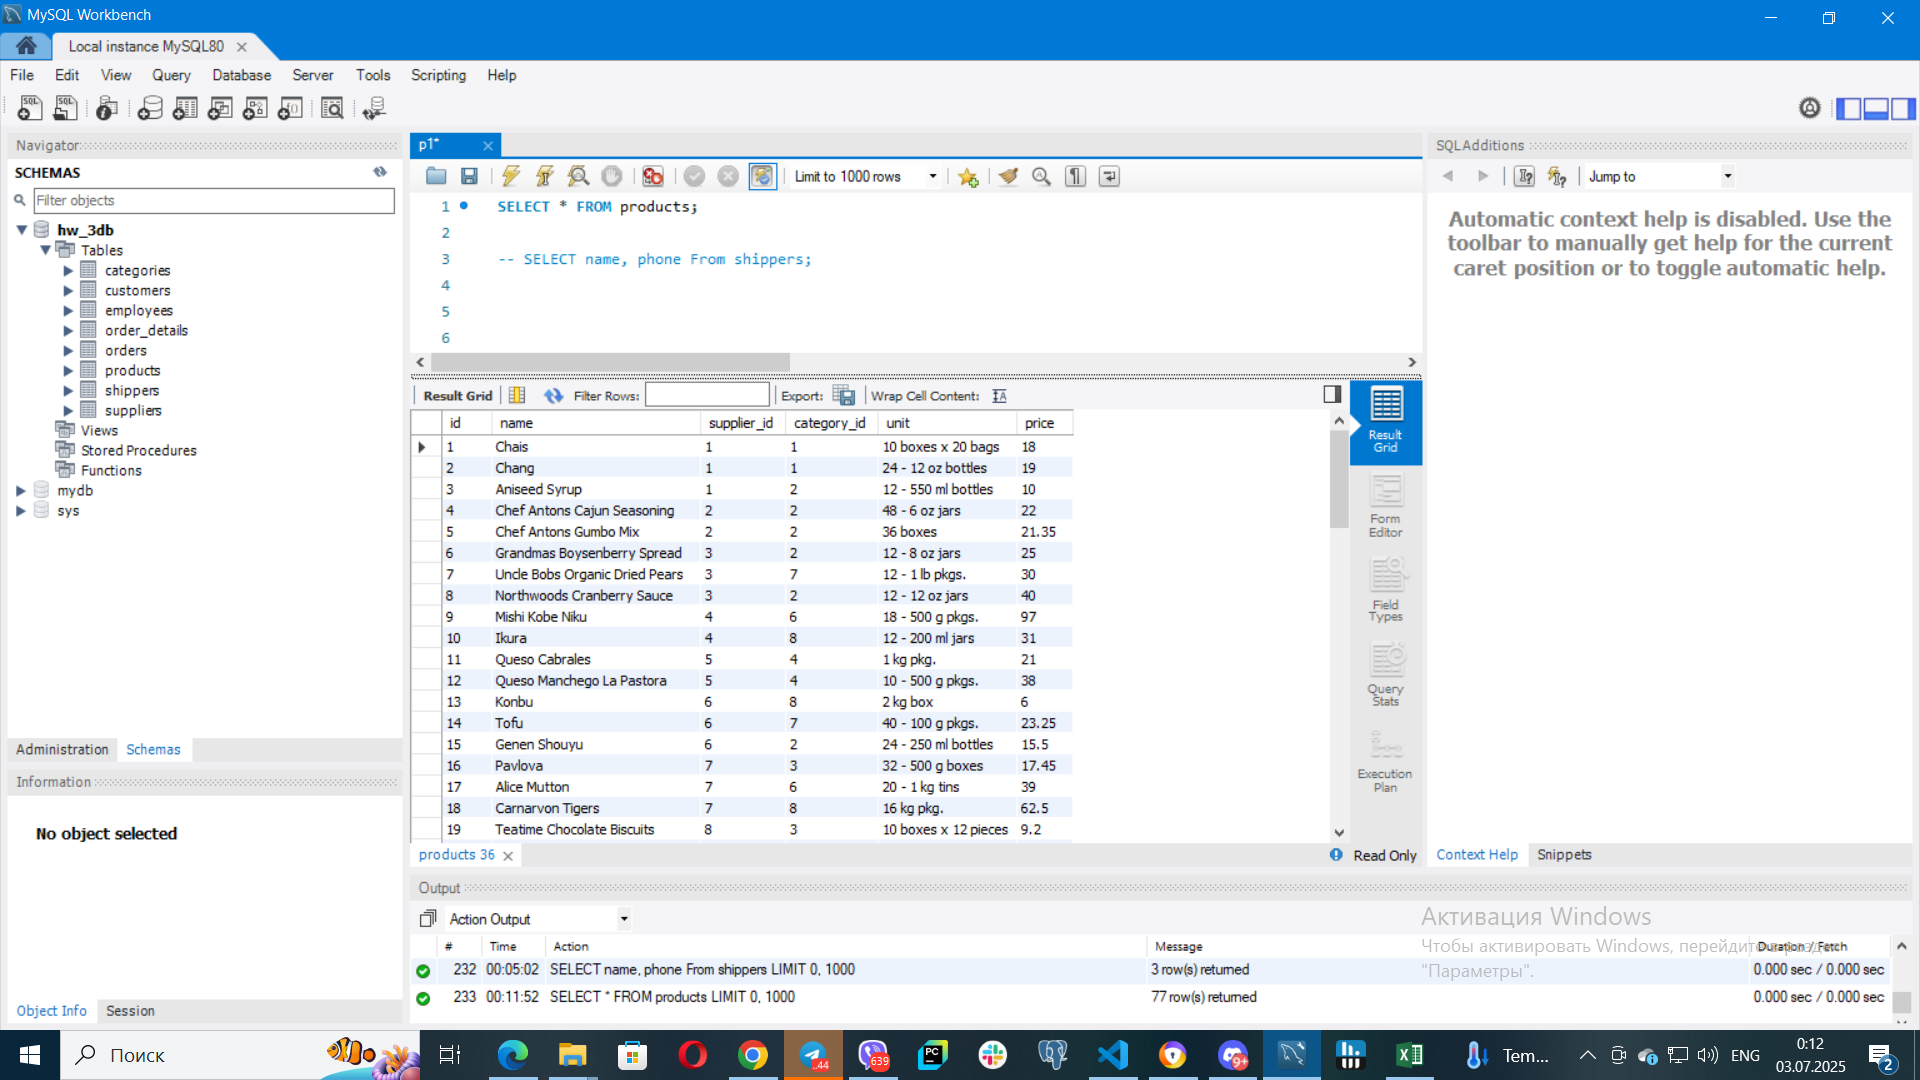 MySQL Workbench
Local instance MySQL80
File Edit View Query Database Server Tools Scripting Help
Navigator
SCHEMAS
Filter objects
hw_3db
Tables
categories
customers
employees
order_details
orders
products
shippers
suppliers
Views
Stored Procedures
Functions
mydb
sys
Administration Schemas
Information
No object selected
Object Info Session
p1*
Limit to 1000 rows
1 SELECT * FROM products;
2
3 -- SELECT name, phone From shippers;
4
5
6
Result Grid Filter Rows: Export: Wrap Cell Content:
id name supplier_id category_id unit price
1 Chais 1 1 10 boxes x 20 bags 18
2 Chang 1 1 24 - 12 oz bottles 19
3 Aniseed Syrup 1 2 12 - 550 ml bottles 10
4 Chef Antons Cajun Seasoning 2 2 48 - 6 oz jars 22
5 Chef Antons Gumbo Mix 2 2 36 boxes 21.35
6 Grandmas Boysenberry Spread 3 2 12 - 8 oz jars 25
7 Uncle Bobs Organic Dried Pears 3 7 12 - 1 lb pkgs. 30
8 Northwoods Cranberry Sauce 3 2 12 - 12 oz jars 40
9 Mishi Kobe Niku 4 6 18 - 500 g pkgs. 97
10 Ikura 4 8 12 - 200 ml jars 31
11 Queso Cabrales 5 4 1 kg pkg. 21
12 Queso Manchego La Pastora 5 4 10 - 500 g pkgs. 38
13 Konbu 6 8 2 kg box 6
14 Tofu 6 7 40 - 100 g pkgs. 23.25
15 Genen Shouyu 6 2 24 - 250 ml bottles 15.5
16 Pavlova 7 3 32 - 500 g boxes 17.45
17 Alice Mutton 7 6 20 - 1 kg tins 39
18 Carnarvon Tigers 7 8 16 kg pkg. 62.5
19 Teatime Chocolate Biscuits 8 3 10 boxes x 12 pieces 9.2
Result
Grid
Form
Editor
Field
Types
Query
Stats
Execution
Plan
products 36
Read Only
SQLAdditions
Jump to
Automatic context help is disabled. Use the
toolbar to manually get help for the current
caret position or to toggle automatic help.
Context Help Snippets
Output
Action Output
# Time Action Message Duration / Fetch
232 00:05:02 SELECT name, phone From shippers LIMIT 0, 1000 3 row(s) returned 0.000 sec / 0.000 sec
233 00:11:52 SELECT * FROM products LIMIT 0, 1000 77 row(s) returned 0.000 sec / 0.000 sec
Активация Windows
Чтобы активировать Windows, перейдите
"Параметры".
Поиск
PC
..44
639
9+
Tem...
ENG
0:12
03.07.2025
2